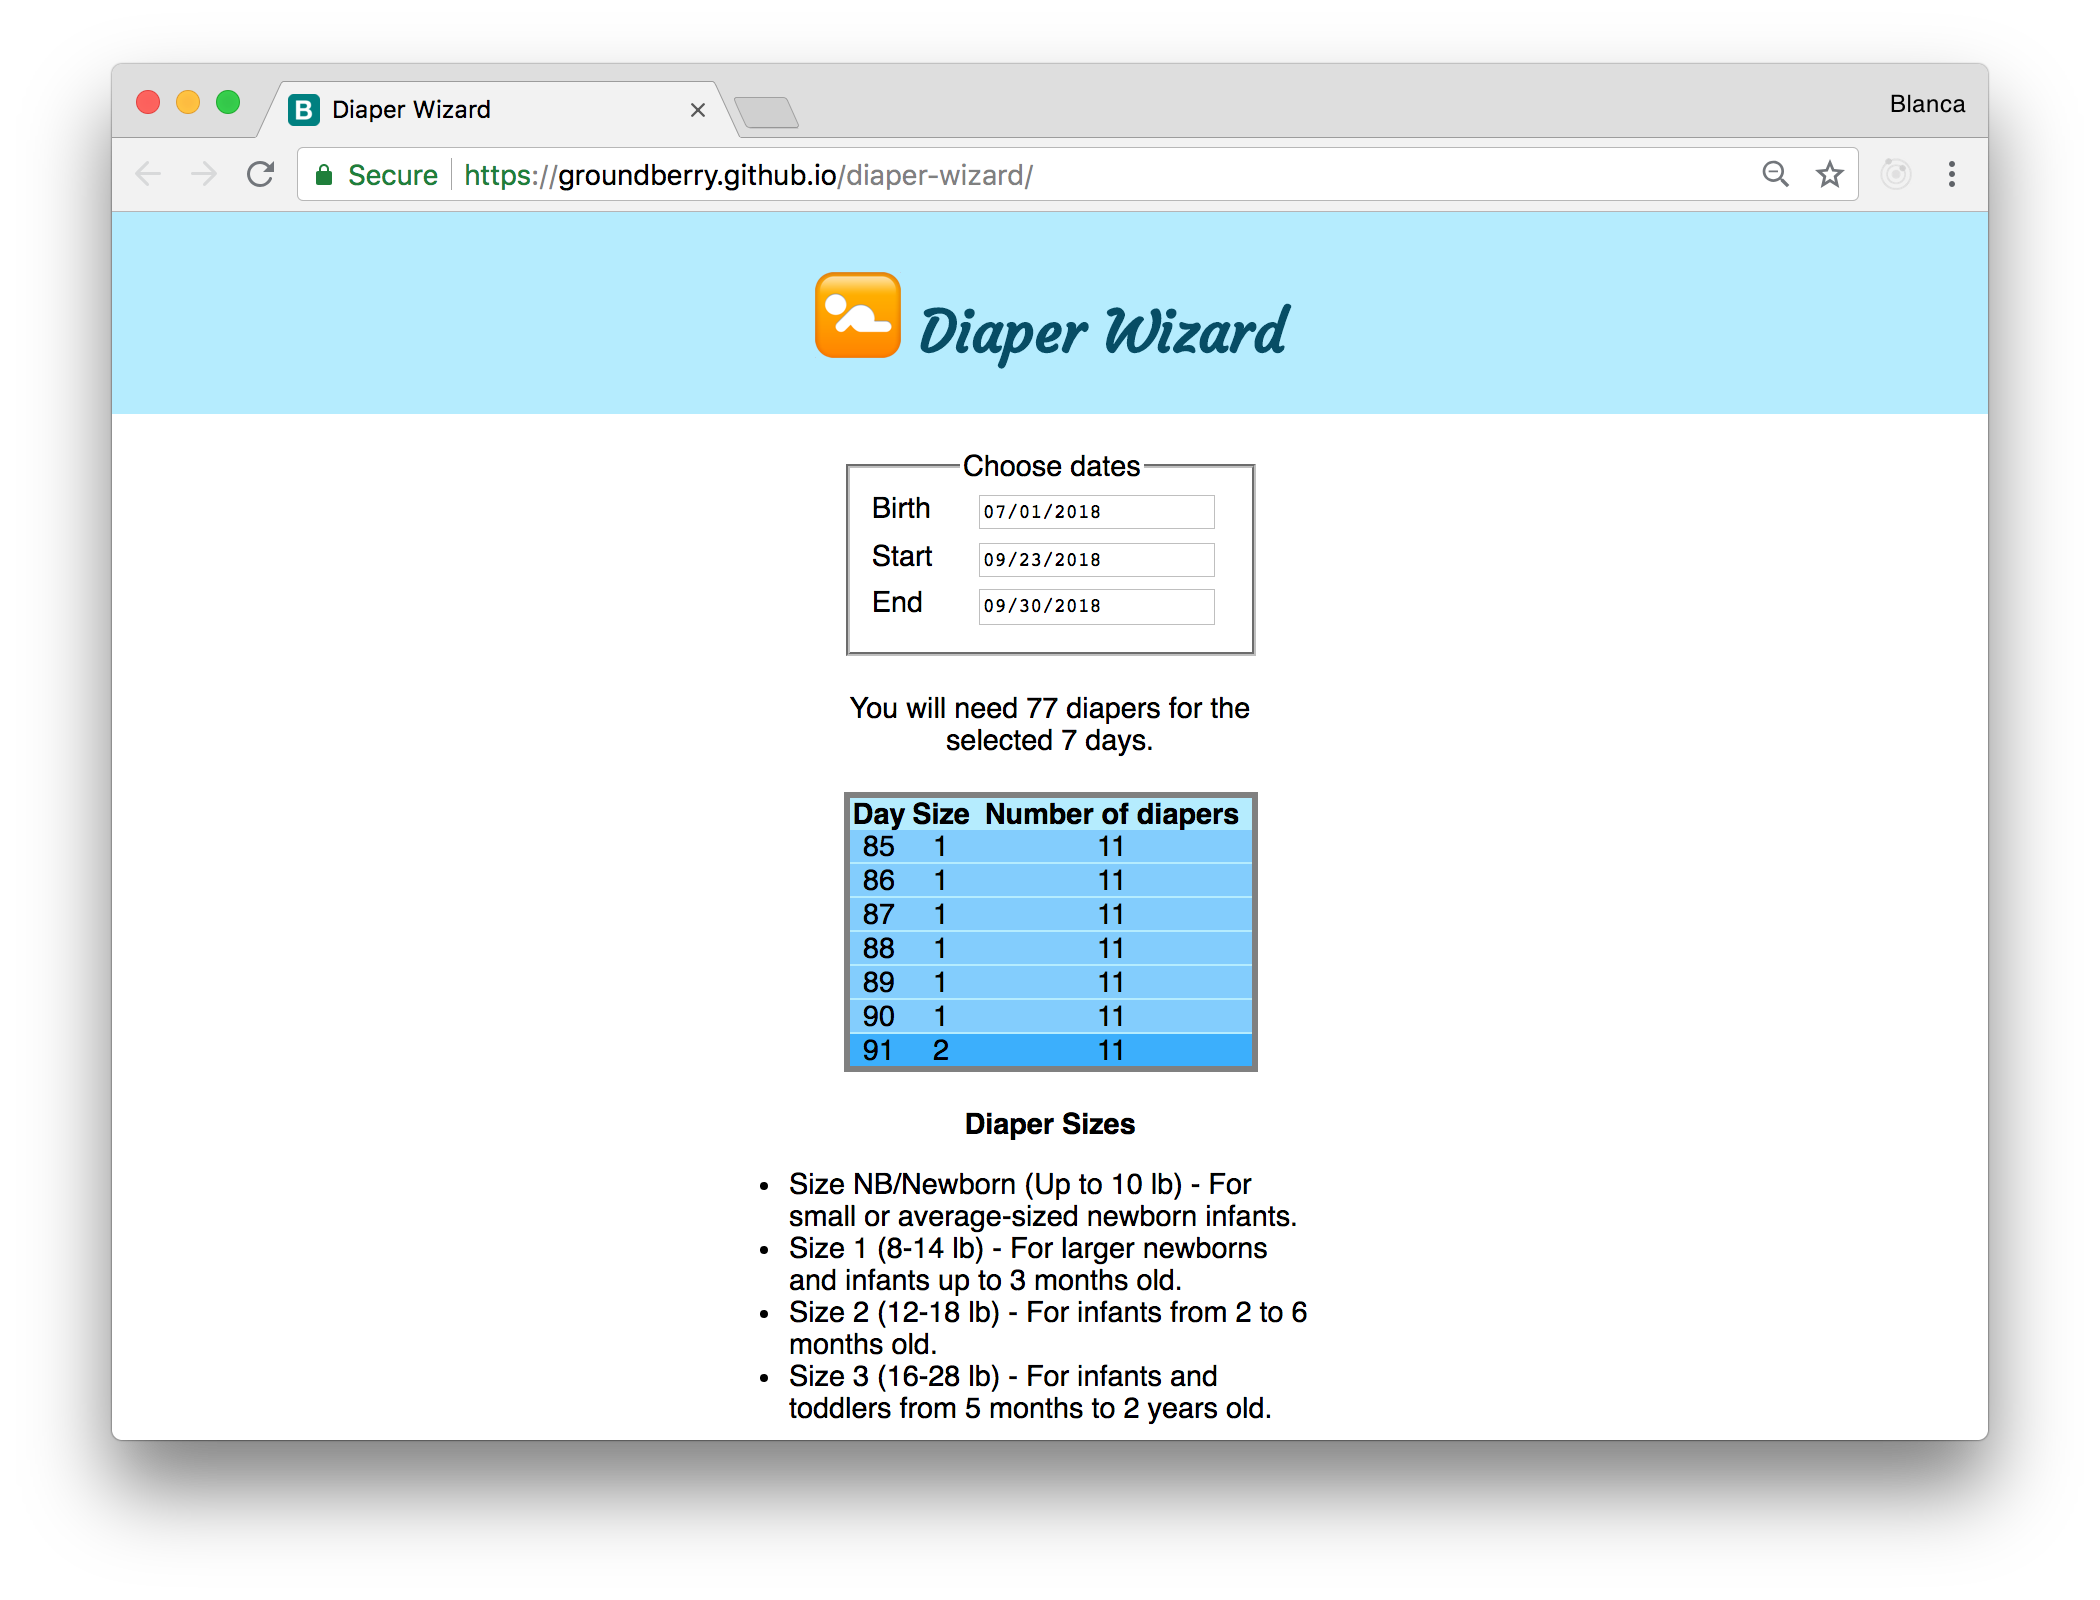 B Diaper Wizard
Blanca
Secure https://groundberry.github.io/diaper-wizard/
Diaper Wizard
Choose dates
Birth 07/01/2018
Start 09/23/2018
End 09/30/2018
You will need 77 diapers for the
selected 7 days.
Day Size Number of diapers
85 1 11
86 1 11
87 1 11
88 1 11
89 1 11
90 1 11
91 2 11
Diaper Sizes
• Size NB/Newborn (Up to 10 lb) - For
small or average-sized newborn infants.
• Size 1 (8-14 lb) - For larger newborns
and infants up to 3 months old.
• Size 2 (12-18 lb) - For infants from 2 to 6
months old.
• Size 3 (16-28 lb) - For infants and
toddlers from 5 months to 2 years old.